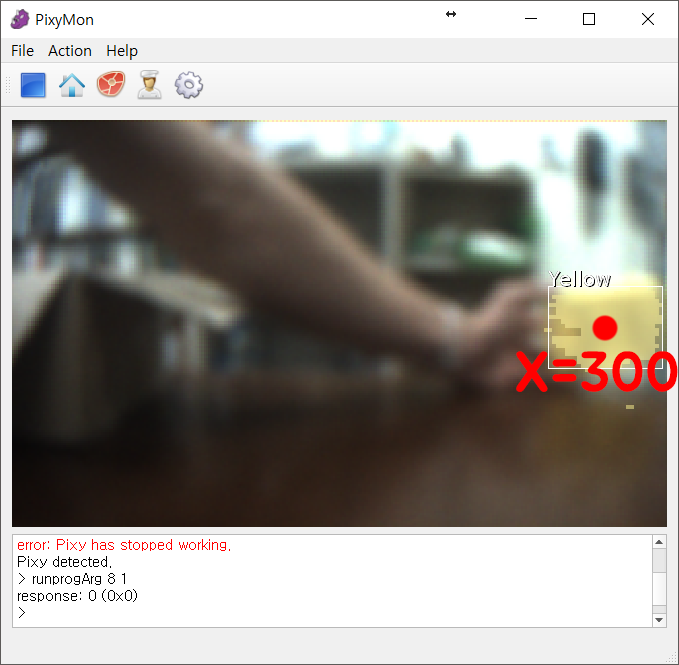 PixyMon
File Action Help
Yellow
X=300
error: Pixy has stopped working.
Pixy detected.
> runprogArg 8 1
response: 0 (0x0)
>